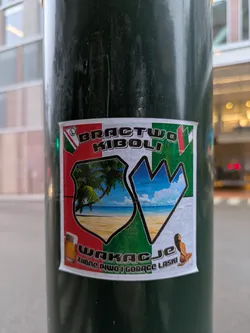 BRACTWO
KIBOLI
WAKACJE
ZIMNE PIWO I GORĄCE LASKI